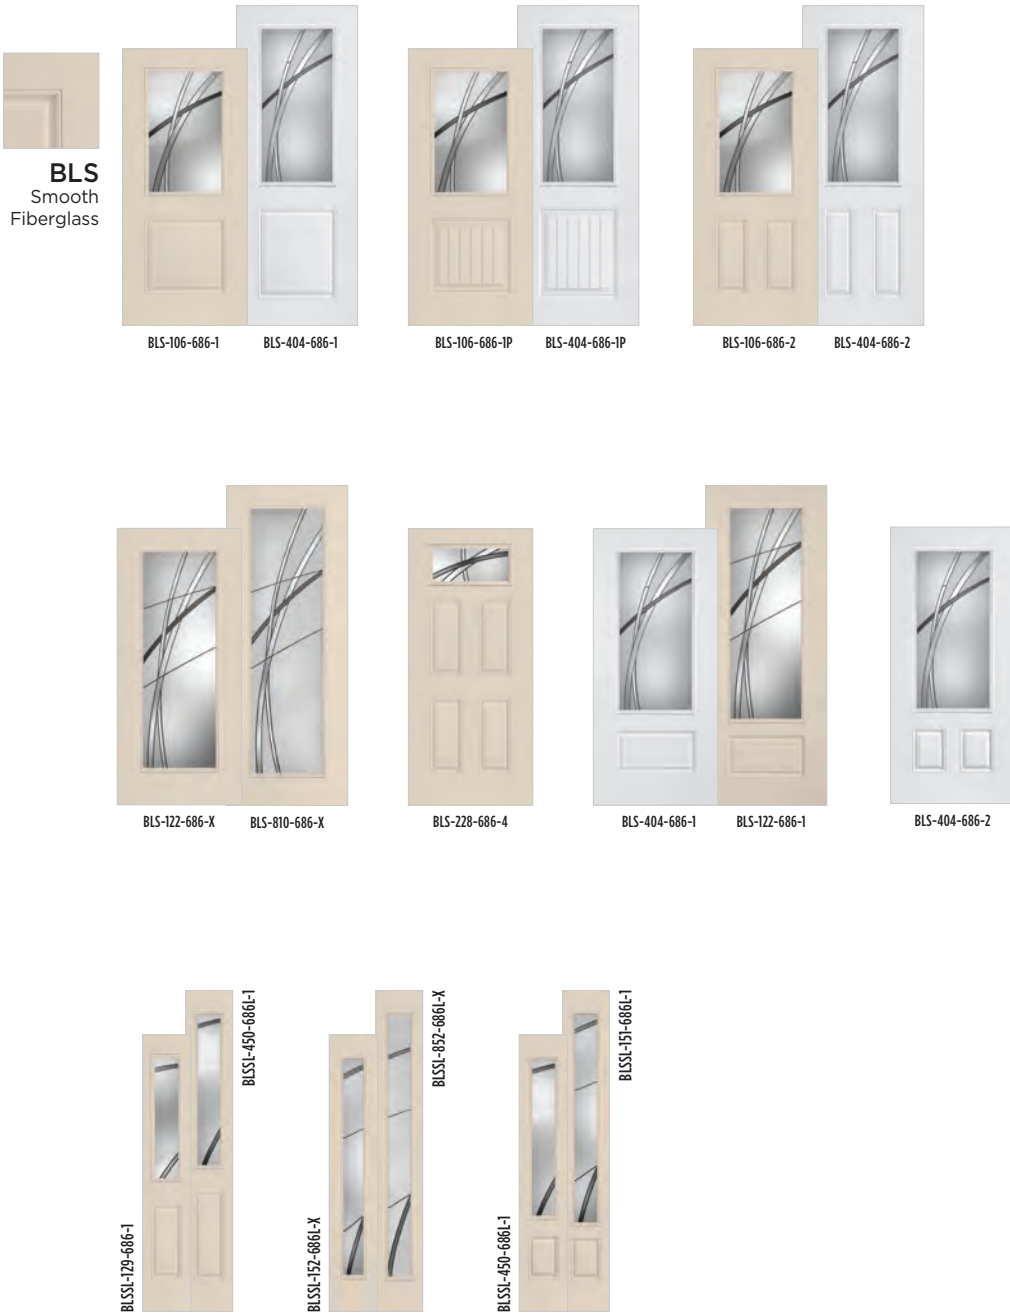 BLS
Smooth
Fiberglass
BLS-106-686-1
BLS-404-686-1
BLS-106-686-1P
BLS-404-686-1P
BLS-106-686-2
BLS-404-686-2
BLS-122-686-X
BLS-810-686-X
BLS-228-686-4
BLS-404-686-1
BLS-122-686-1
BLS-404-686-2
BLSSL-129-686-1
BLSSL-450-686L-1
BLSSL-152-686L-X
BLSSL-852-686L-X
BLSSL-450-686L-1
BLSSL-151-686L-1